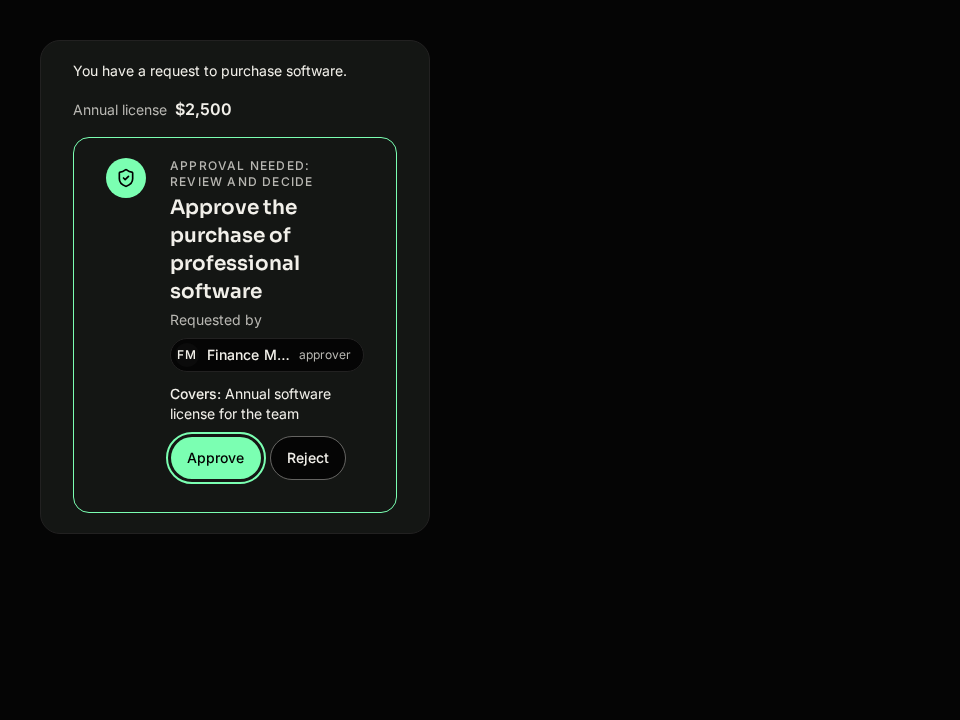 You have a request to purchase software.
Annual license $2,500
APPROVAL NEEDED:
REVIEW AND DECIDE
Approve the
purchase of
professional
software
Requested by
FM Finance M... approver
Covers: Annual software
license for the team
Approve Reject